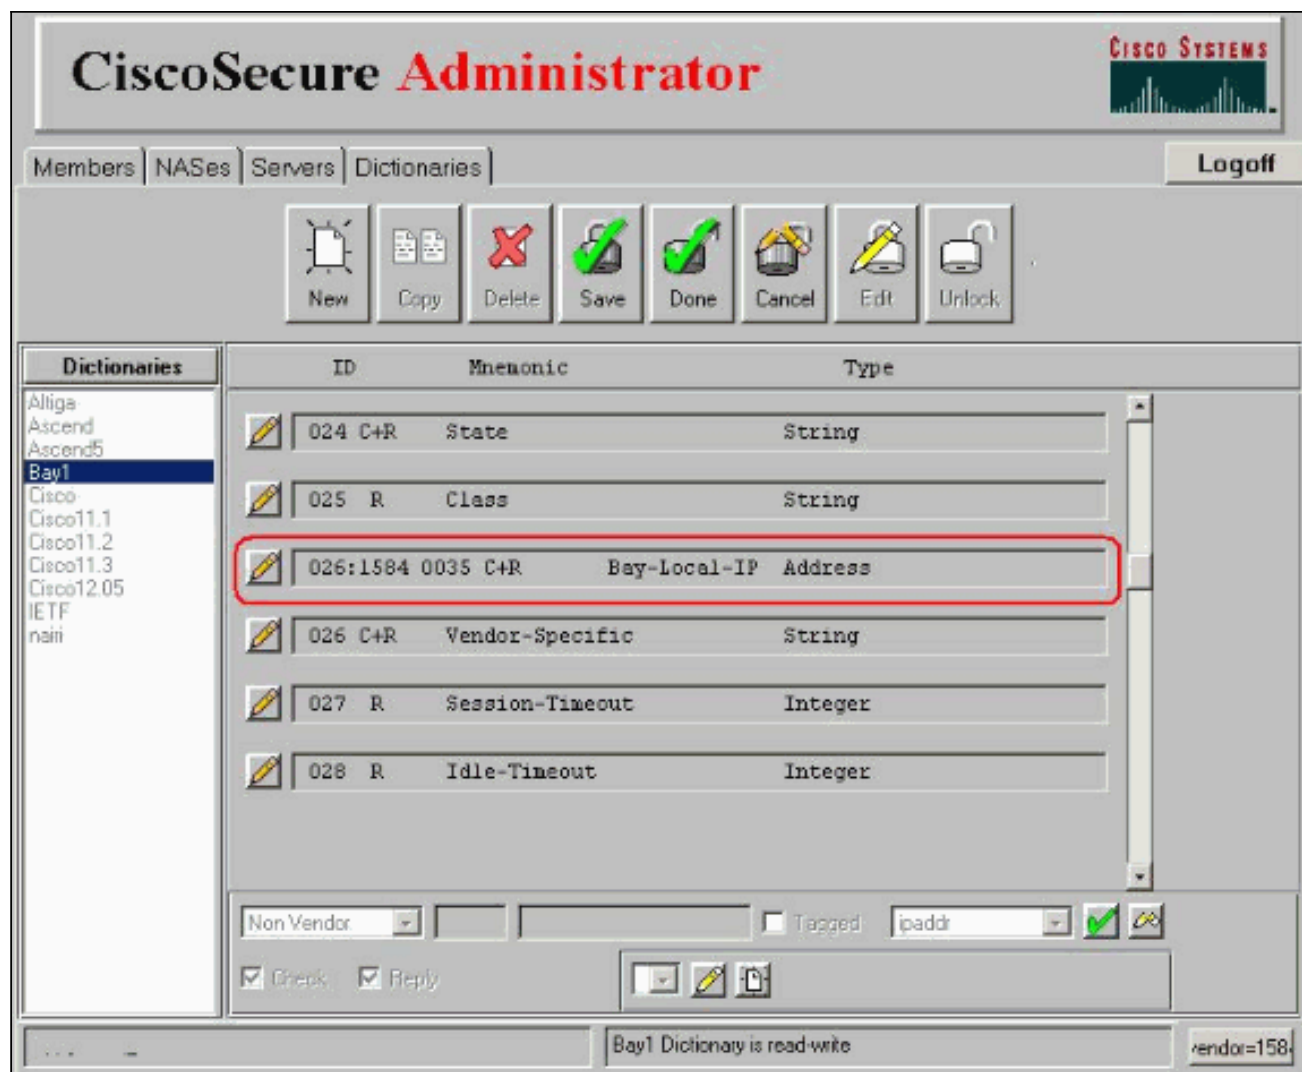 CiscoSecure Administrator
CISCO SYSTEMS
Members NASes Servers Dictionaries
Logoff
New Copy Delete Save Done Cancel Edit Unlock
Dictionaries
Altiga
Ascend
Ascend5
Bay1
Cisco
Cisco11.1
Cisco11.2
Cisco11.3
Cisco12.05
IETF
nairi
ID Mnemonic Type
024 C+R State String
025 R Class String
026:1584 0035 C+R Bay-Local-IP Address
026 C+R Vendor-Specific String
027 R Session-Timeout Integer
028 R Idle-Timeout Integer
Non Vendor Tagged ipaddr
Check Reply
... _
Bay1 Dictionary is read-write